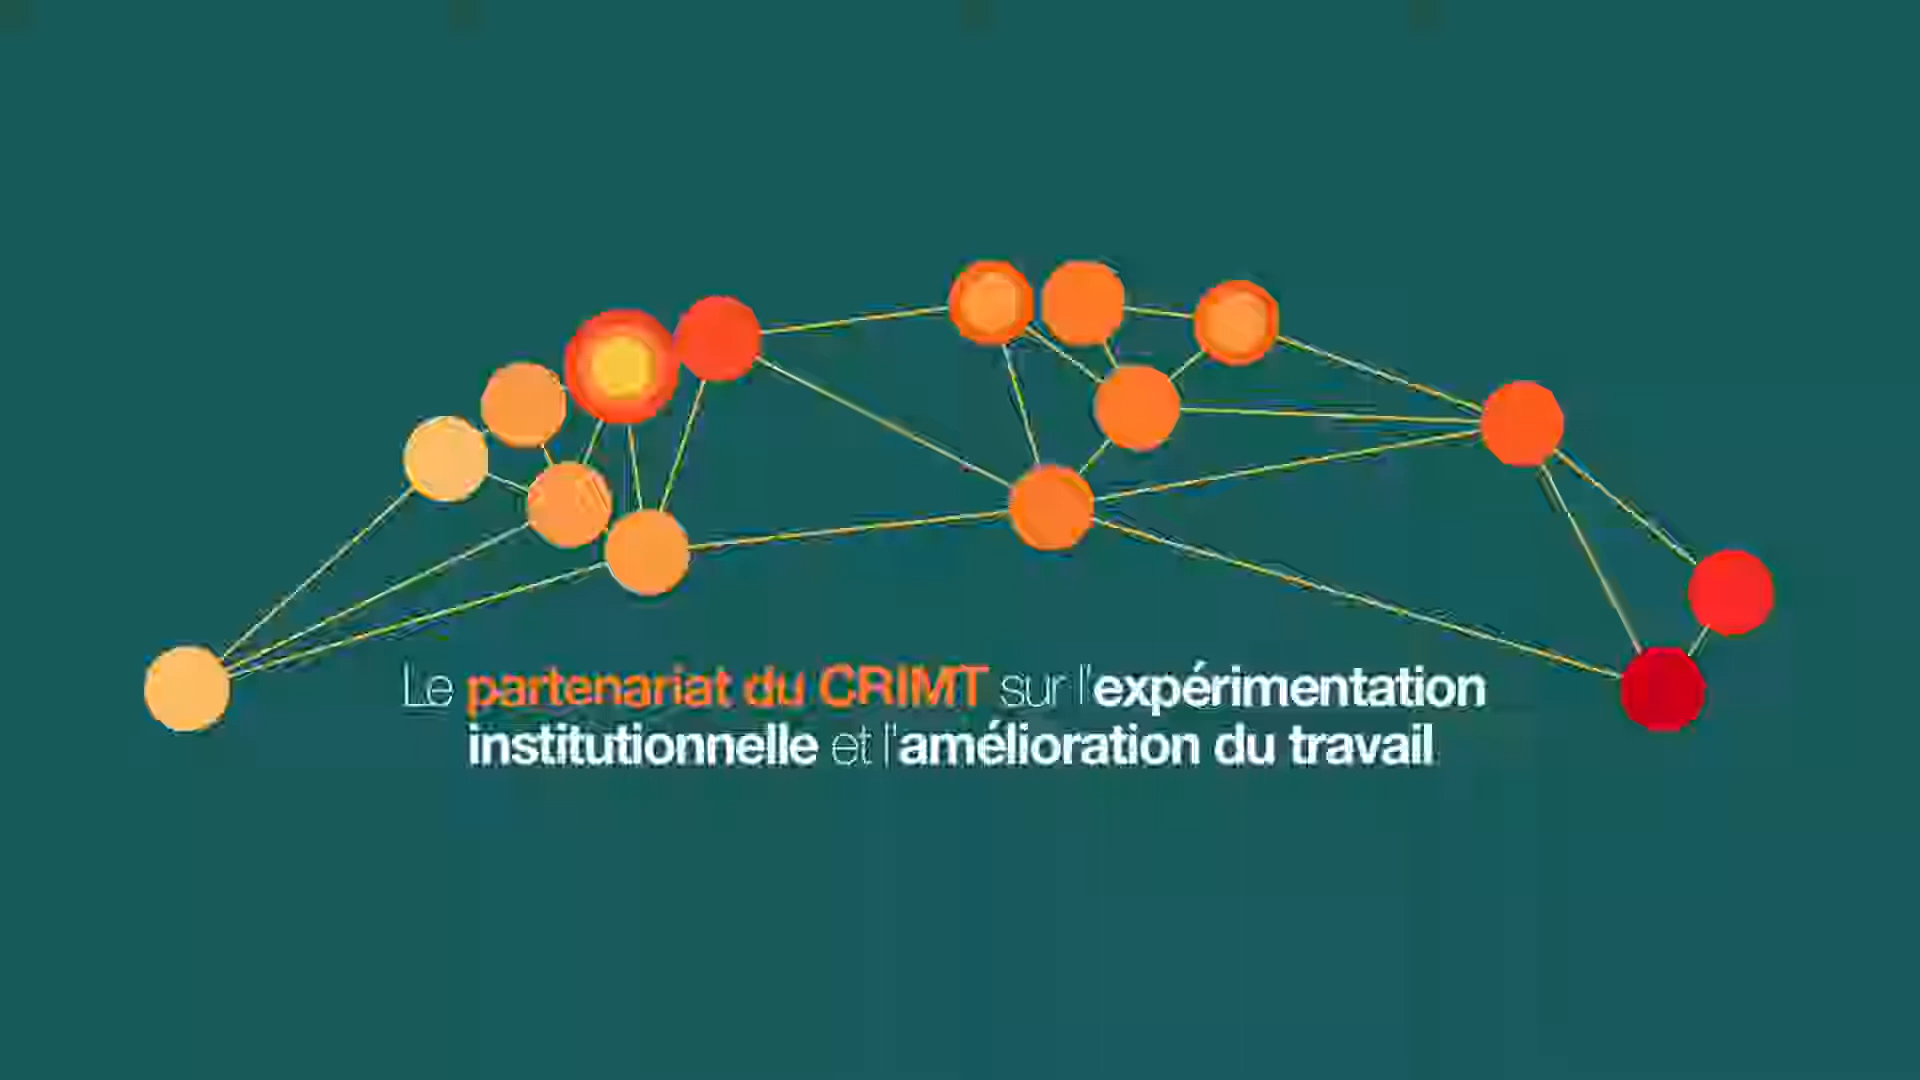 Le partenariat du CRIMT sur l'expérimentation
institutionnelle et l'amélioration du travail